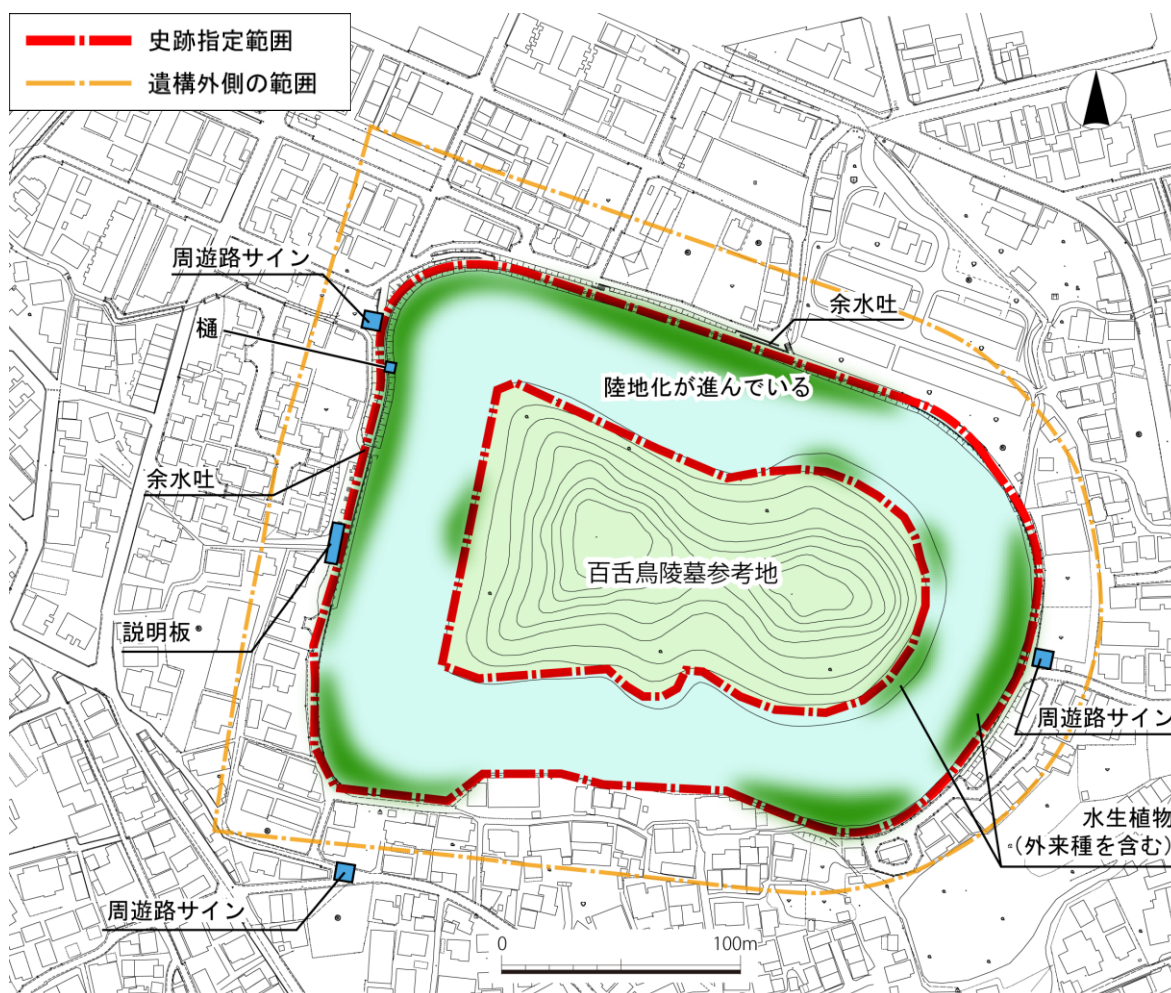 史跡指定範囲
遺構外側の範囲
周遊路サイン
樋
余水吐
陸地化が進んでいる
余水吐
百舌鳥陵墓参考地
説明板
周遊路サイン
水生植物
(外来種を含む)
周遊路サイン
0 100m